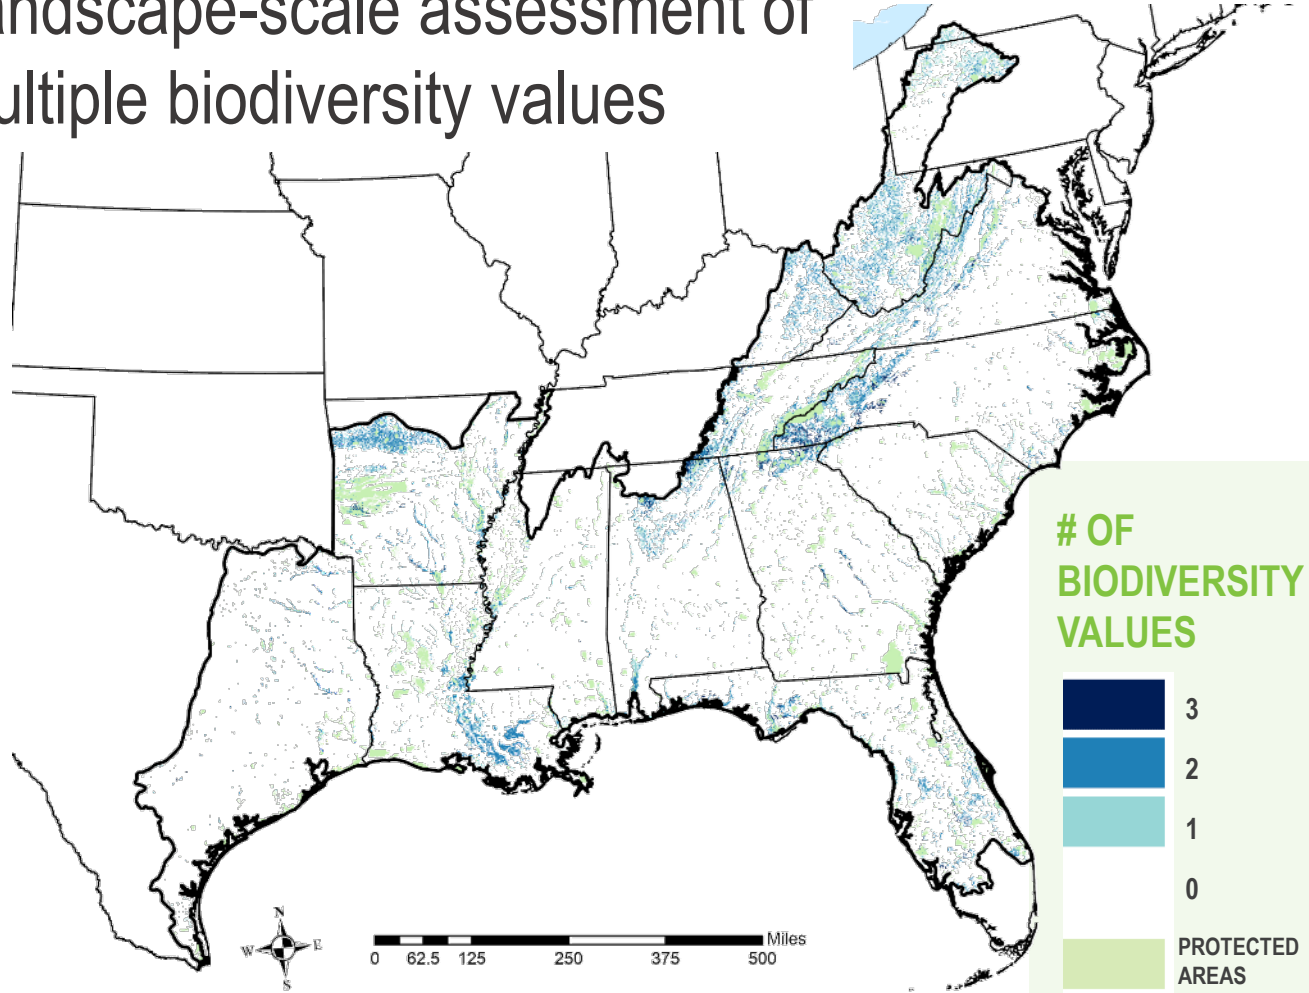 andscape-scale assessment of
ultiple biodiversity values
# OF
BIODIVERSITY
VALUES
3
2
1
0
PROTECTED
AREAS
N
W E
S
Miles
0 62.5 125 250 375 500